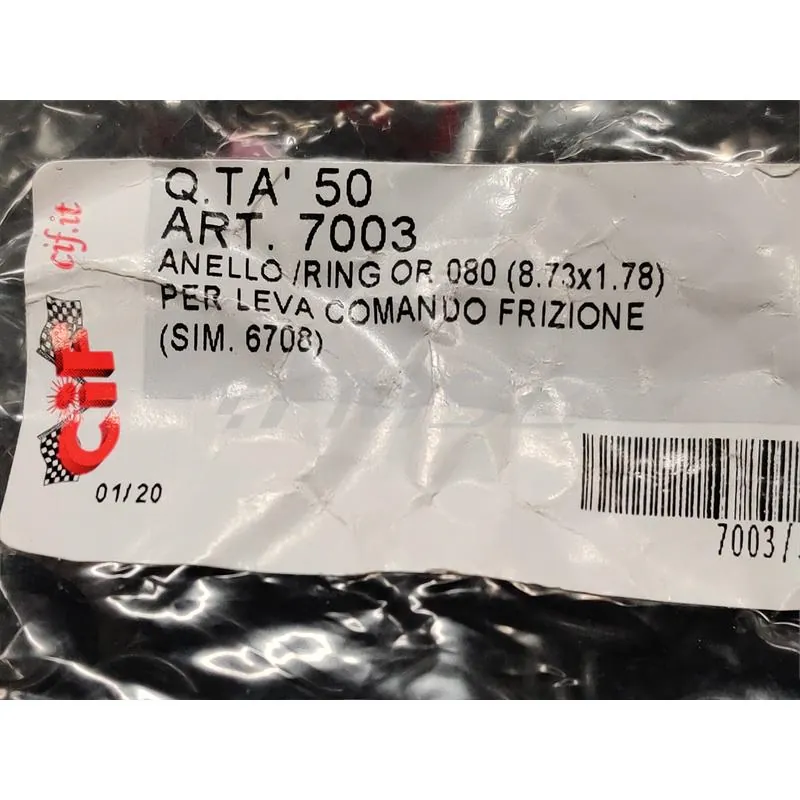 Q.TA' 50
ART. 7003
ANELLO /RING OR 080 (8.73x1.78)
PER LEVA COMANDO FRIZIONE
(SIM. 6708)
cif.it
CiF
01/20
7003/